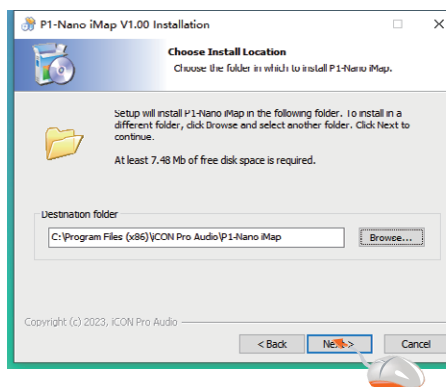 P1-Nano iMap V1.00 Installation
Choose Install Location
Choose the folder in which to install P1-Nano iMap.
Setup will install P1-Nano iMap in the following folder. To install in a
different folder, click Browse and select another folder. Click Next to
continue.
At least 7.48 Mb of free disk space is required.
Destination folder
C:\Program Files (x86)\iCON Pro Audio\P1-Nano iMap
Browse...
Copyright (c) 2023, iCON Pro Audio
< Back
Next >
Cancel